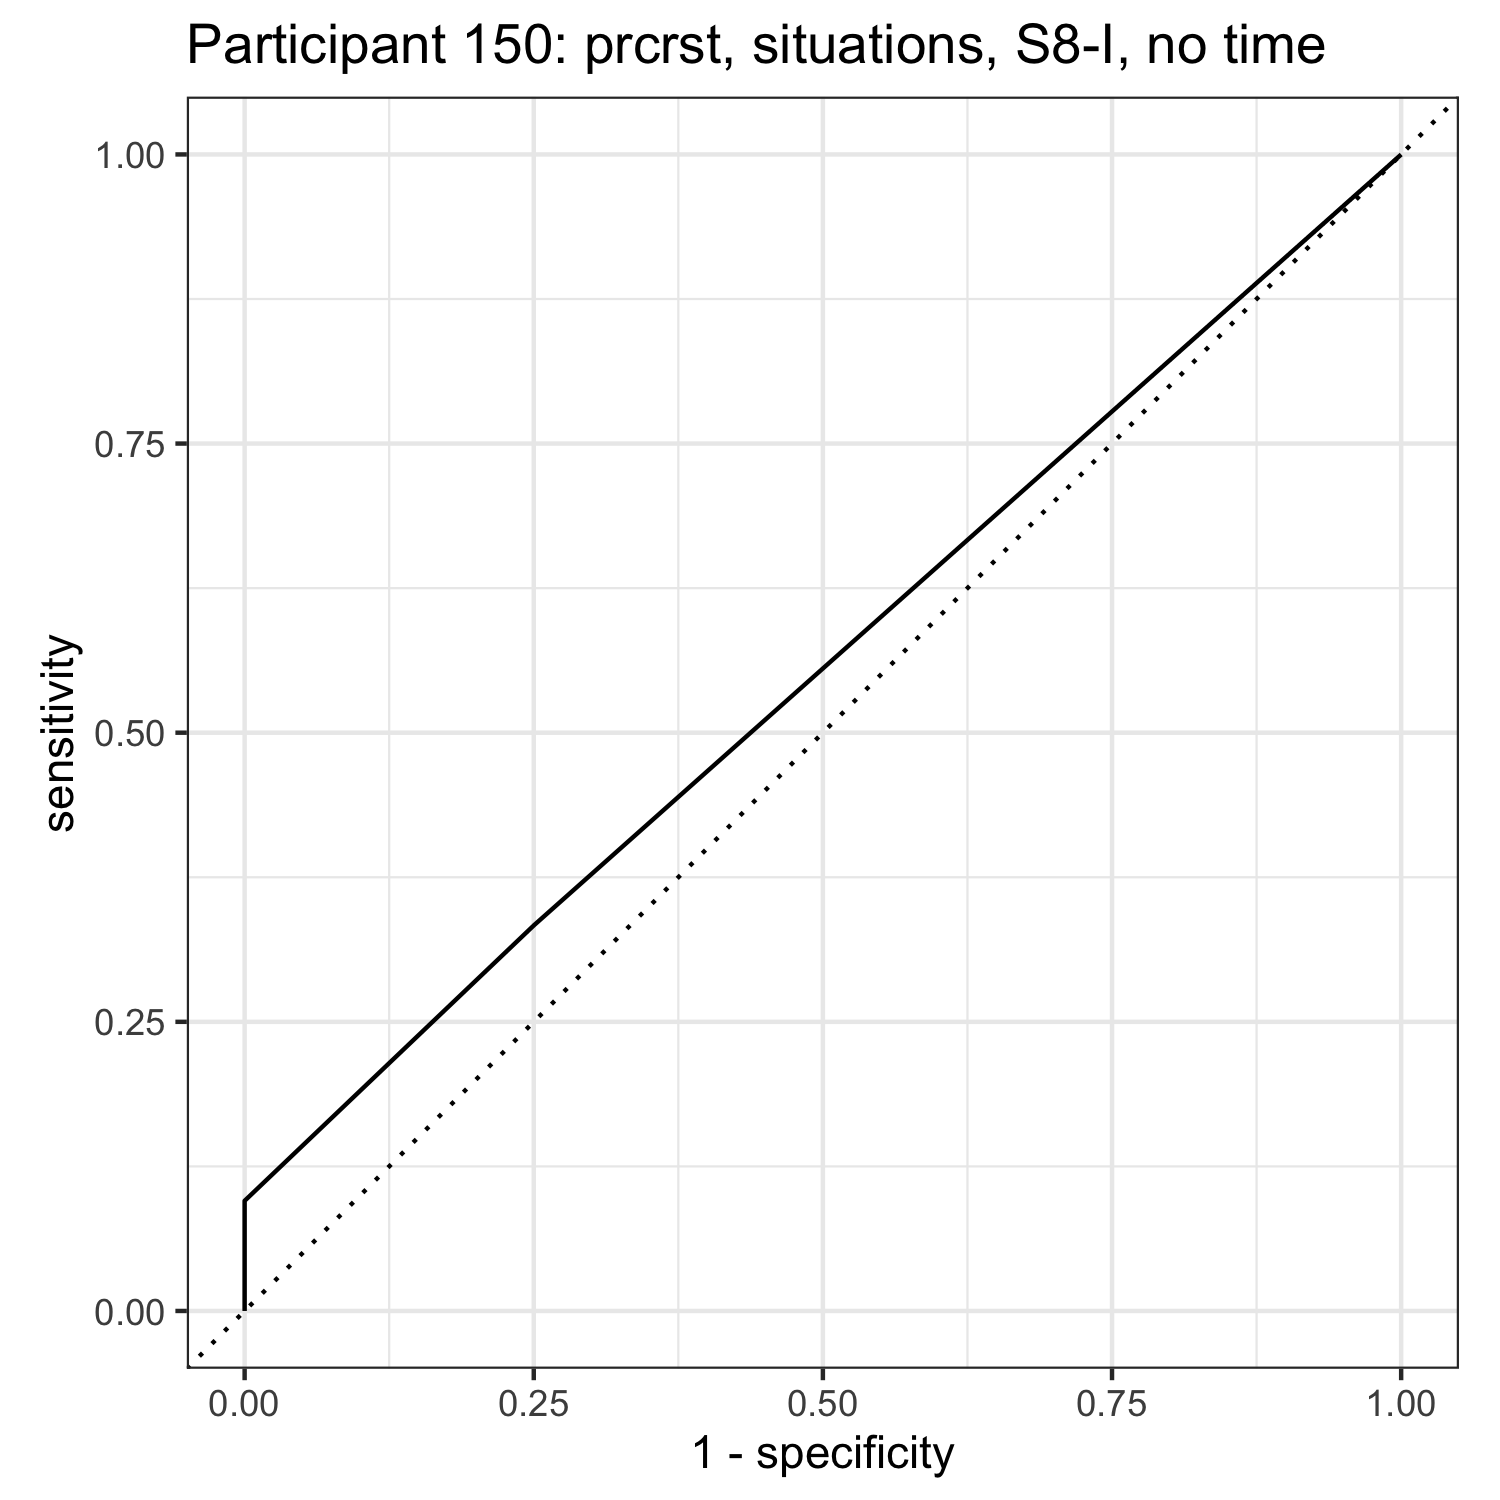 Participant 150: prcrst, situations, S8-I, no time
1.00
0.75
0.50
0.25
0.00
sensitivity
0.00 0.25 0.50 0.75 1.00
1 - specificity